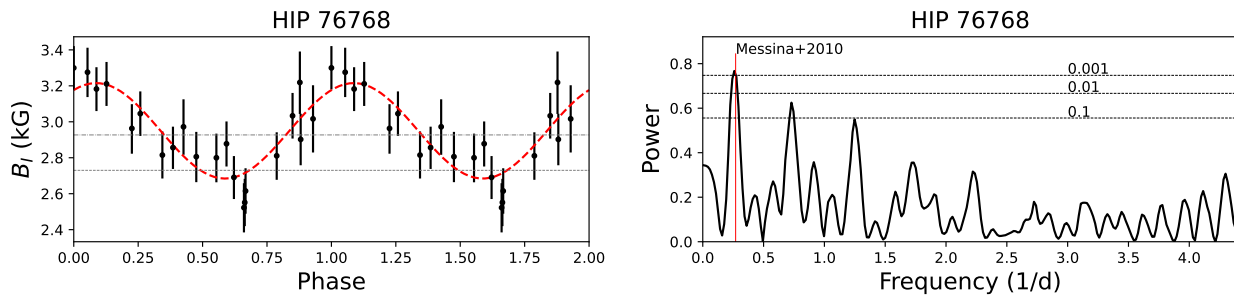 HIP 76768
3.4
3.2
3.0
2.8
2.6
2.4
B_l (kG)
0.00 0.25 0.50 0.75 1.00 1.25 1.50 1.75 2.00
Phase
HIP 76768
Messina+2010
0.001
0.01
0.1
0.8
0.6
0.4
0.2
0.0
Power
0.0 0.5 1.0 1.5 2.0 2.5 3.0 3.5 4.0
Frequency (1/d)